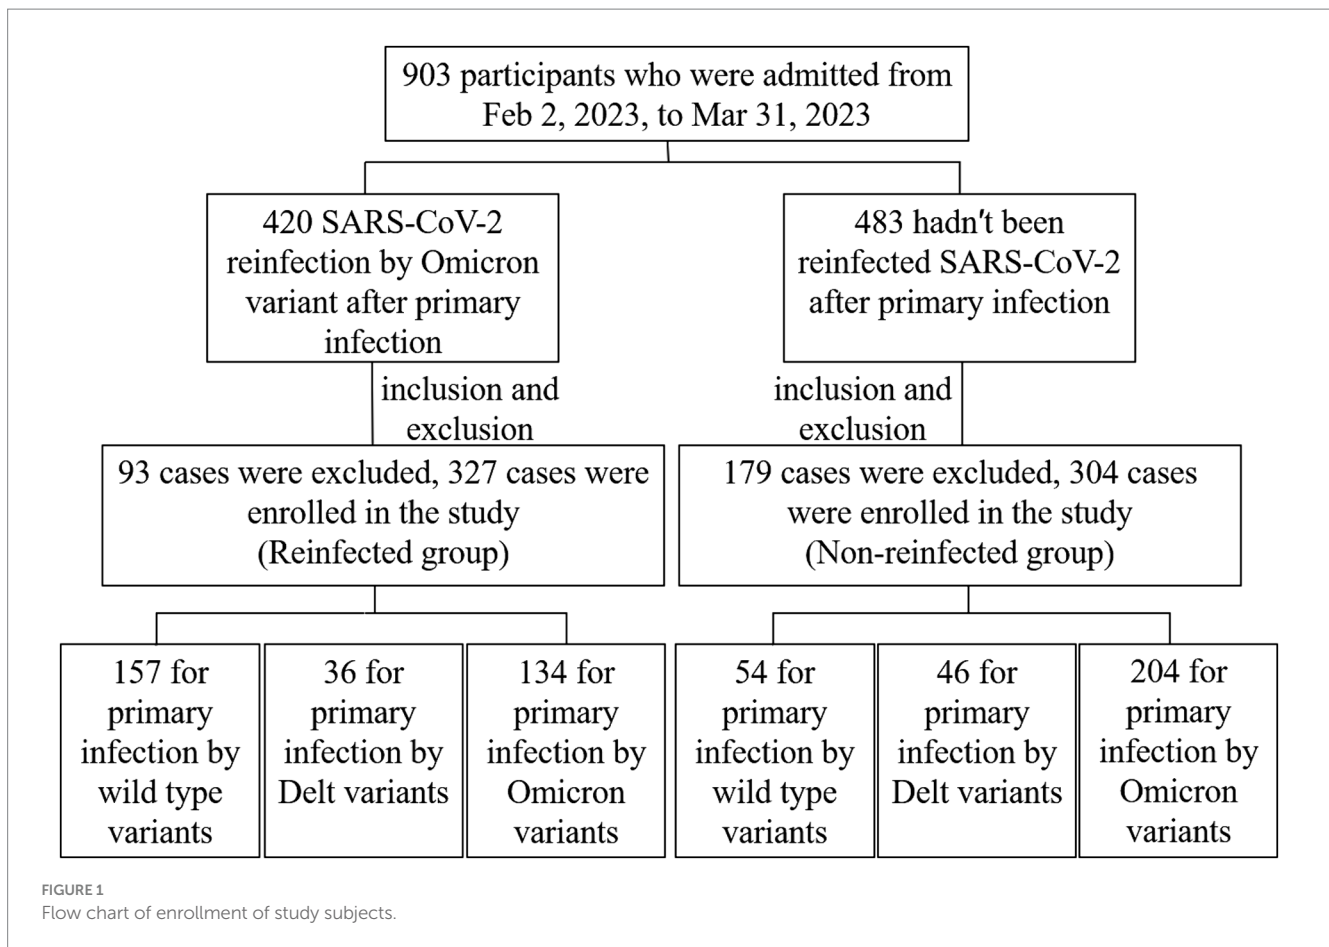 903 participants who were admitted from
Feb 2, 2023, to Mar 31, 2023
420 SARS-CoV-2
reinfection by Omicron
variant after primary
infection
483 hadn't been
reinfected SARS-CoV-2
after primary infection
inclusion and
exclusion
inclusion and
exclusion
93 cases were excluded, 327 cases were
enrolled in the study
(Reinfected group)
179 cases were excluded, 304 cases
were enrolled in the study
(Non-reinfected group)
157 for
primary
infection by
wild type
variants
36 for
primary
infection by
Delt variants
134 for
primary
infection by
Omicron
variants
54 for
primary
infection by
wild type
variants
46 for
primary
infection by
Delt variants
204 for
primary
infection by
Omicron
variants
FIGURE 1
Flow chart of enrollment of study subjects.